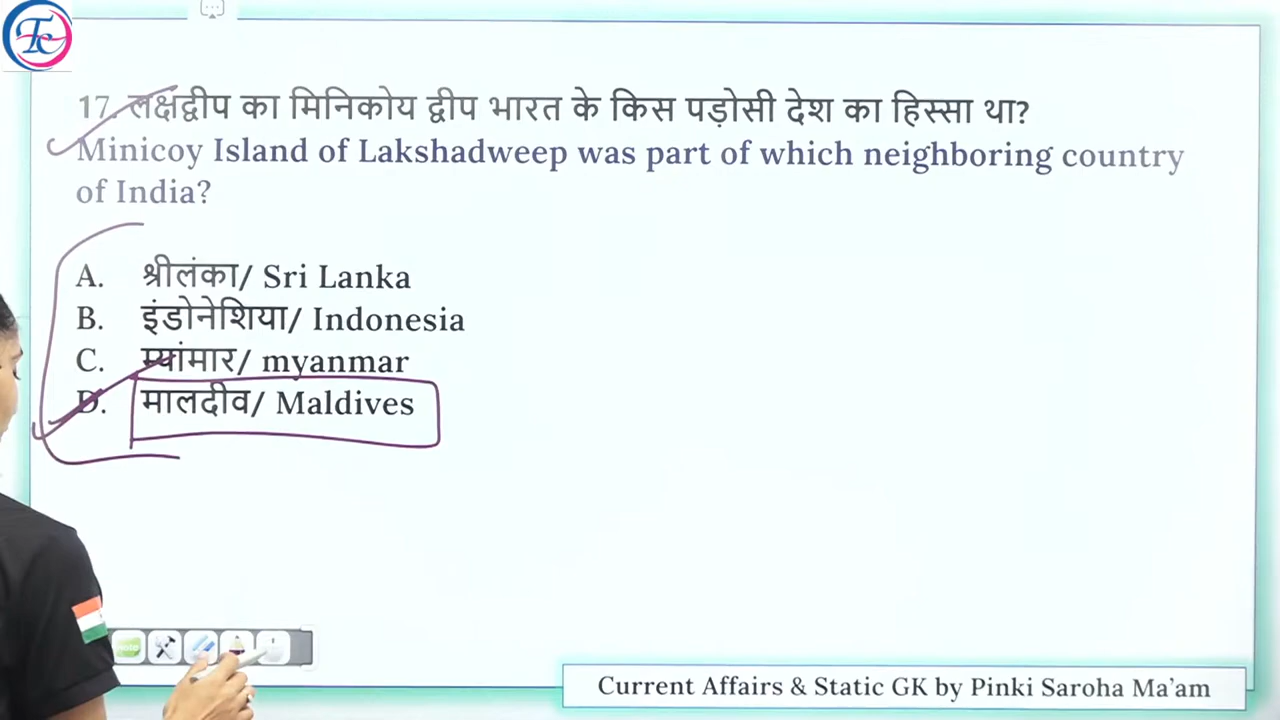 Tc
17. लक्षद्वीप का मिनिकोय द्वीप भारत के किस पड़ोसी देश का हिस्सा था?
Minicoy Island of Lakshadweep was part of which neighboring country
of India?
A. श्रीलंका/ Sri Lanka
B. इंडोनेशिया/ Indonesia
C. म्यांमार/ myanmar
D. मालदीव/ Maldives
Current Affairs & Static GK by Pinki Saroha Ma'am